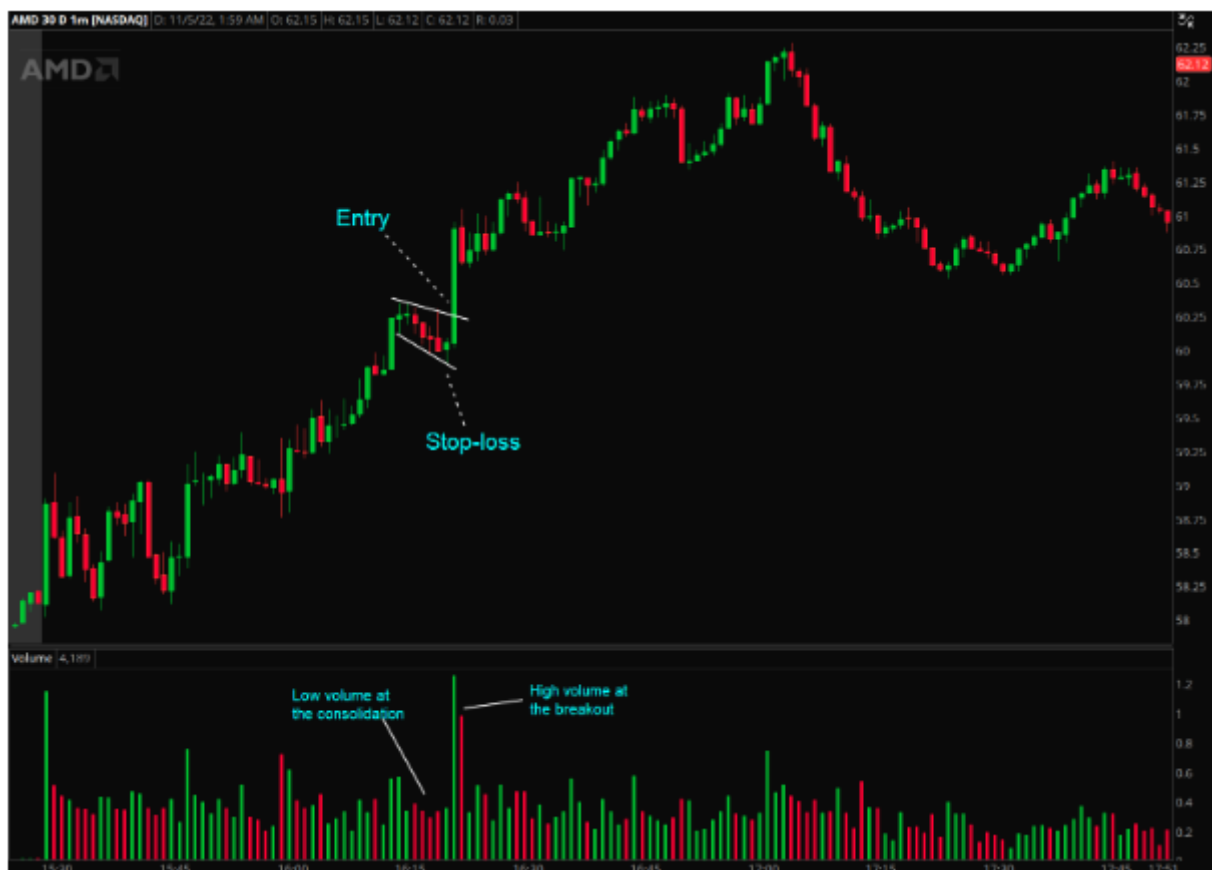 AMD 30 D 1m [NASDAQ] D: 11/5/22, 1:59 AM O: 62.15 H: 62.15 L: 62.12 C: 62.12 R: 0.03
AMD
62.25
62.12
62
61.75
61.5
61.25
61
60.75
60.5
60.25
60
59.75
59.5
59.25
59
58.75
58.5
58.25
58
Entry
Stop-loss
Volume 4,189
Low volume at
the consolidation
High volume at
the breakout
1.2
1
0.8
0.6
0.4
0.2
0
15:30 15:45 16:00 16:15 16:30 16:45 17:00 17:15 17:30 17:45 17:51